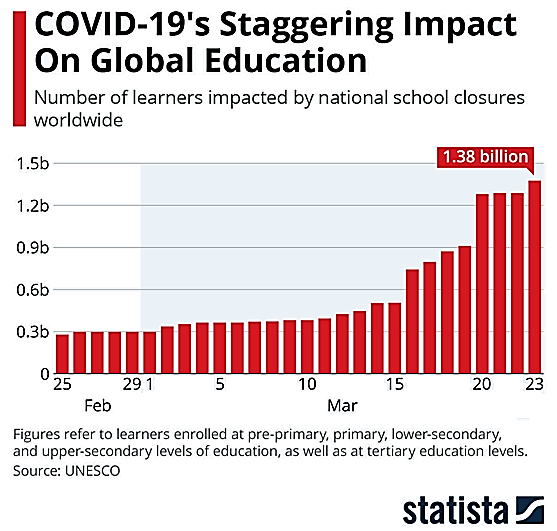 COVID-19's Staggering Impact
On Global Education
Number of learners impacted by national school closures
worldwide
1.38 billion
1.5b
1.2b
0.9b
0.6b
0.3b
0
25 29 1 5 10 15 20 23
Feb Mar
Figures refer to learners enrolled at pre-primary, primary, lower-secondary,
and upper-secondary levels of education, as well as at tertiary education levels.
Source: UNESCO
statista